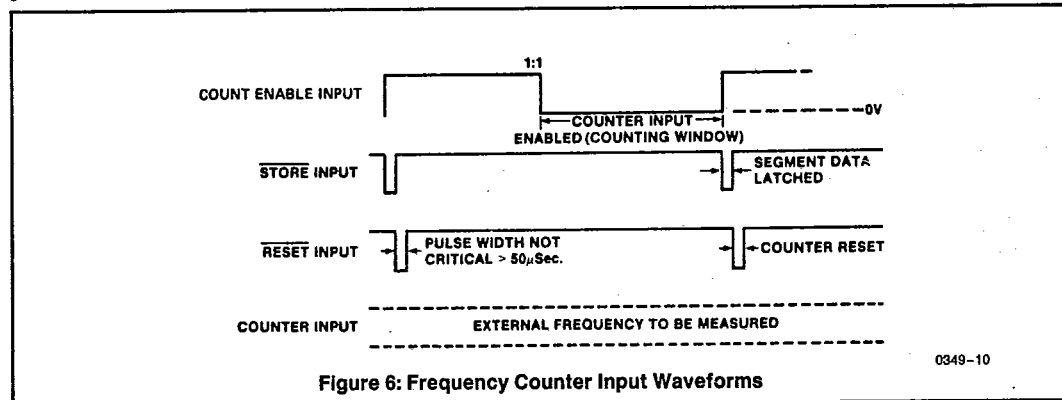 1:1
COUNT ENABLE INPUT
0V
COUNTER INPUT
ENABLED (COUNTING WINDOW)
STORE INPUT
SEGMENT DATA
LATCHED
RESET INPUT
PULSE WIDTH NOT
CRITICAL > 50μSec.
COUNTER RESET
COUNTER INPUT
EXTERNAL FREQUENCY TO BE MEASURED
0349-10
Figure 6: Frequency Counter Input Waveforms